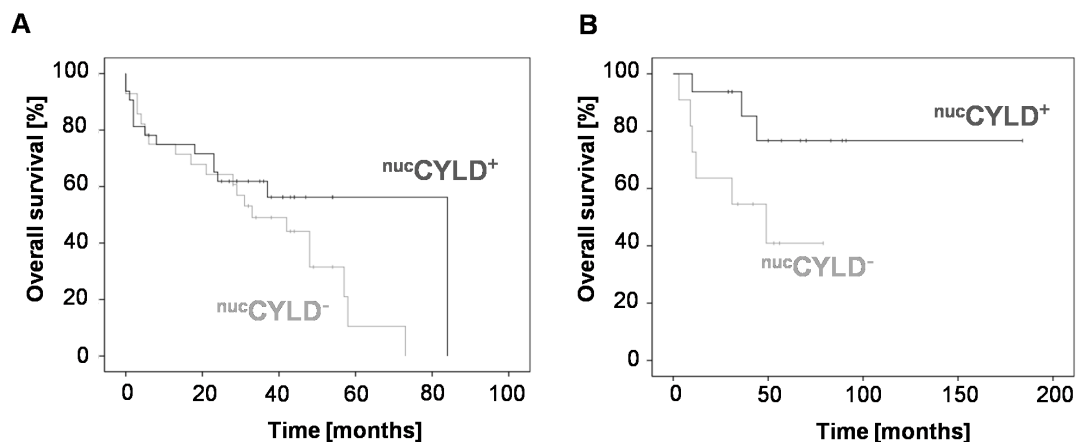 A
Overall survival [%]
100
80
60
40
20
0
nucCYLD+
nucCYLD-
0 20 40 60 80 100
Time [months]
B
Overall survival [%]
100
80
60
40
20
0
nucCYLD+
nucCYLD-
0 50 100 150 200
Time [months]